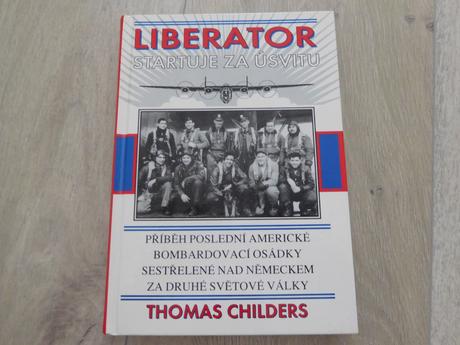 LIBERATOR
STARTUJE ZA ÚSVITU
PŘÍBĚH POSLEDNÍ AMERICKÉ
BOMBARDOVACÍ OSÁDKY
SESTŘELENÉ NAD NĚMECKEM
ZA DRUHÉ SVĚTOVÉ VÁLKY
THOMAS CHILDERS